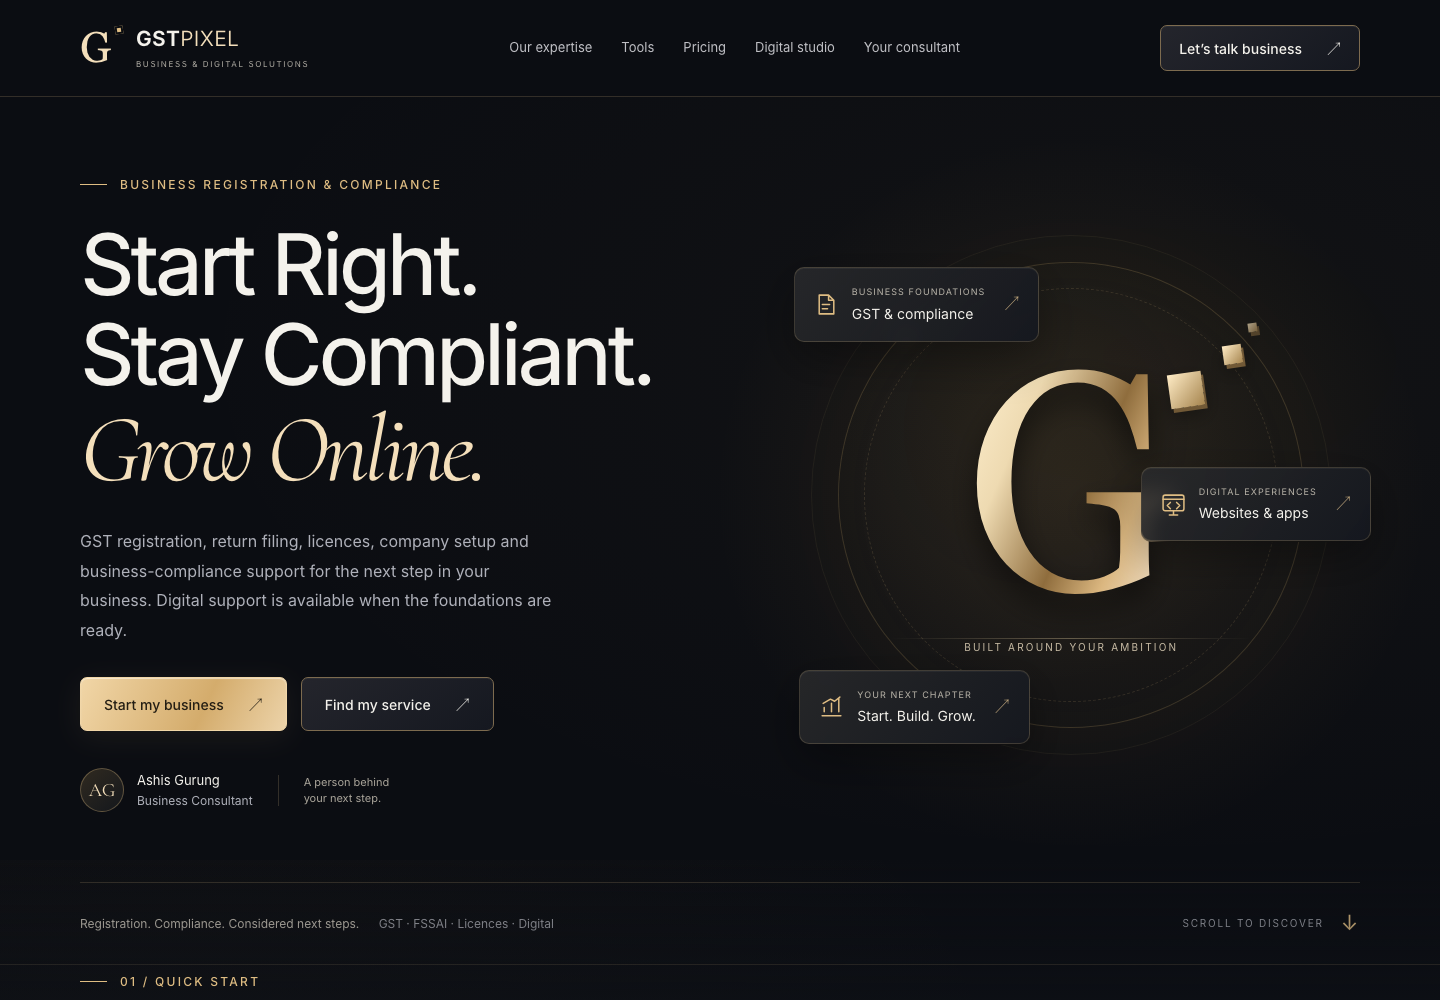 G GSTPIXEL
BUSINESS & DIGITAL SOLUTIONS
Our expertise
Tools
Pricing
Digital studio
Your consultant
Let’s talk business
BUSINESS REGISTRATION & COMPLIANCE
Start Right.
Stay Compliant.
Grow Online.
GST registration, return filing, licences, company setup and
business-compliance support for the next step in your
business. Digital support is available when the foundations are
ready.
Start my business
Find my service
AG
Ashis Gurung
Business Consultant
A person behind
your next step.
BUSINESS FOUNDATIONS
GST & compliance
G
DIGITAL EXPERIENCES
Websites & apps
BUILT AROUND YOUR AMBITION
YOUR NEXT CHAPTER
Start. Build. Grow.
Registration. Compliance. Considered next steps.
GST · FSSAI · Licences · Digital
SCROLL TO DISCOVER
01 / QUICK START